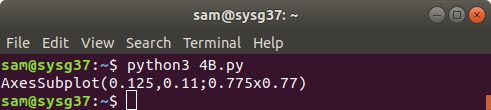 sam@sysg37: ~
File Edit View Search Terminal Help
sam@sysg37:~$ python3 4B.py
AxesSubplot(0.125,0.11;0.775x0.77)
sam@sysg37:~$